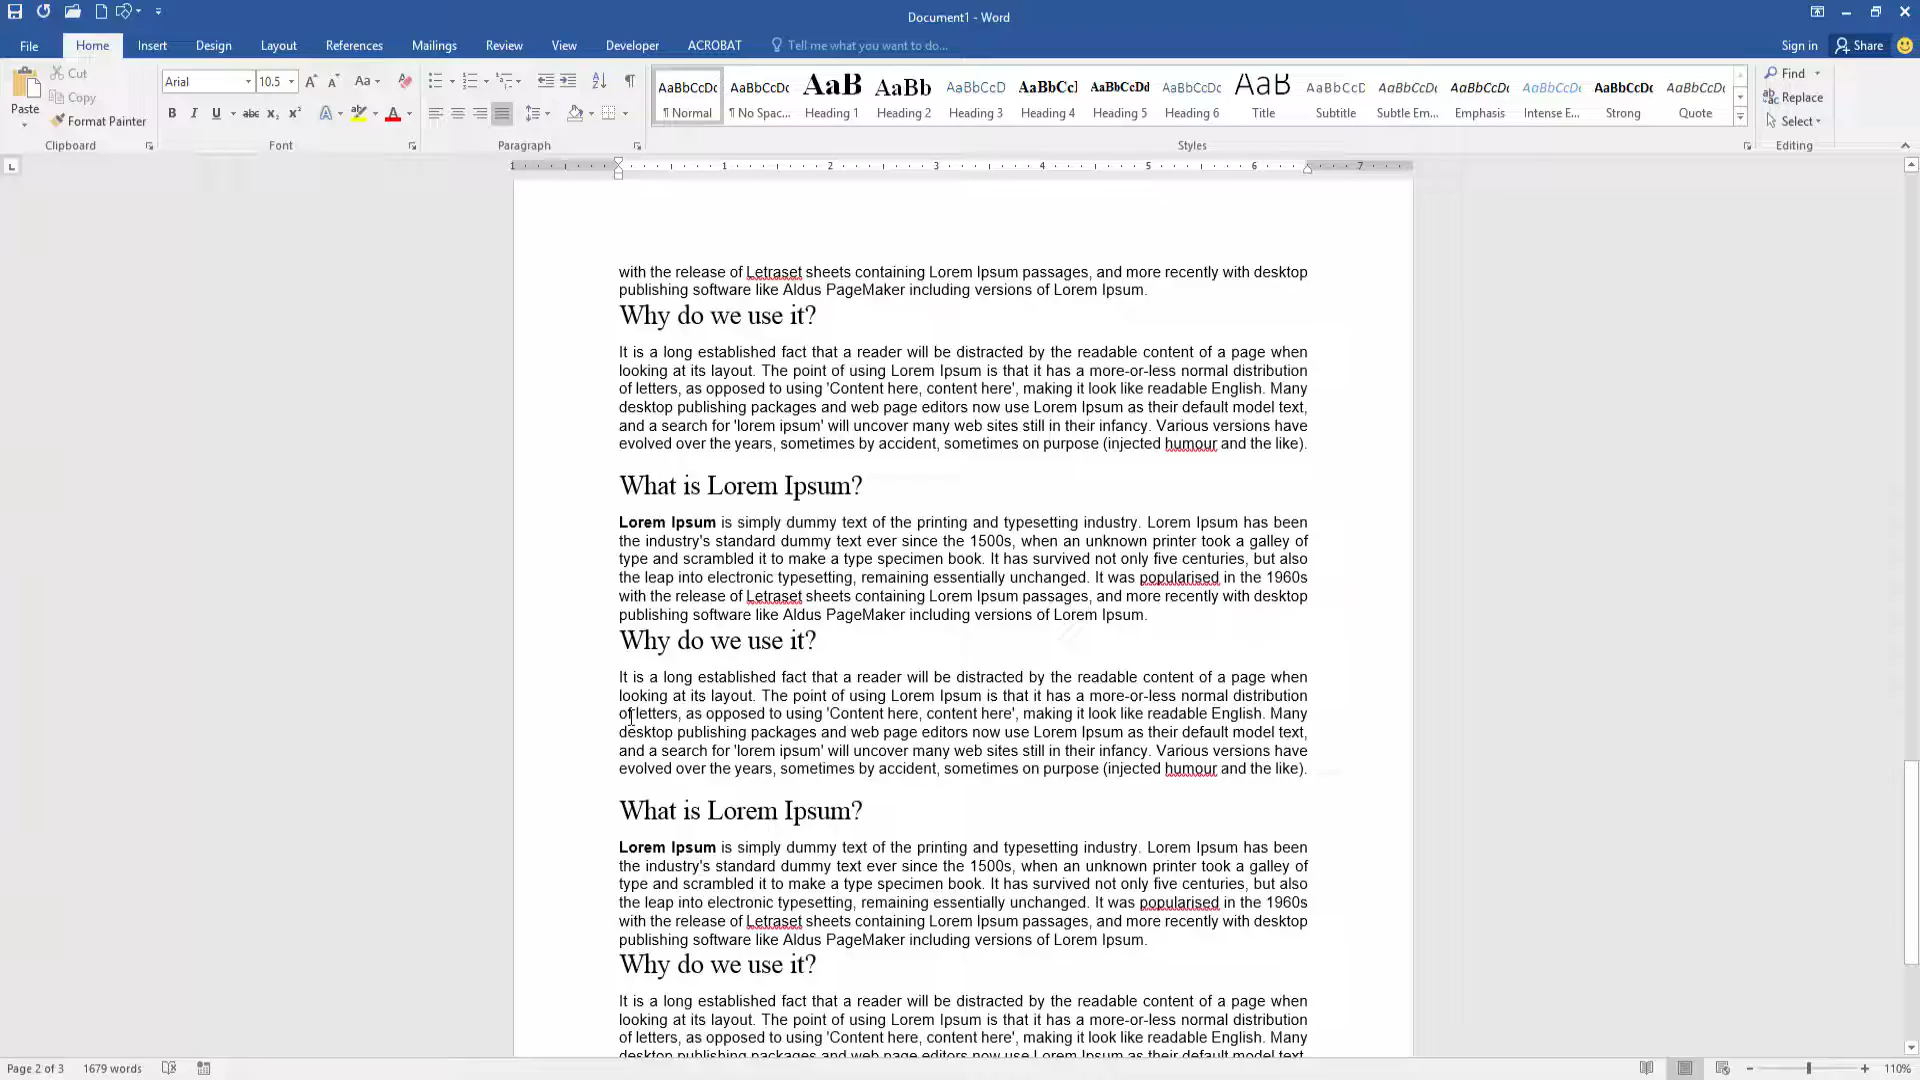 Document1 - Word
File Home Insert Design Layout References Mailings Review View Developer ACROBAT Tell me what you want to do... Sign in Share
Paste Cut Copy Format Painter Clipboard
Arial 10.5 Font
Paragraph
AaBbCcDc AaBbCcDc AaB AaBb AaBbCcD AaBbCcI AaBbCcDd AaBbCcDc AaB AaBbCcD AaBbCcDc AaBbCcDc AaBbCcDc AaBbCcDc AaBbCcDc
¶ Normal ¶ No Spac... Heading 1 Heading 2 Heading 3 Heading 4 Heading 5 Heading 6 Title Subtitle Subtle Em... Emphasis Intense E... Strong Quote
Styles
Find
Replace
Select
Editing
1 1 2 3 4 5 6 7
with the release of Letraset sheets containing Lorem Ipsum passages, and more recently with desktop
publishing software like Aldus PageMaker including versions of Lorem Ipsum.
Why do we use it?
It is a long established fact that a reader will be distracted by the readable content of a page when
looking at its layout. The point of using Lorem Ipsum is that it has a more-or-less normal distribution
of letters, as opposed to using 'Content here, content here', making it look like readable English. Many
desktop publishing packages and web page editors now use Lorem Ipsum as their default model text,
and a search for 'lorem ipsum' will uncover many web sites still in their infancy. Various versions have
evolved over the years, sometimes by accident, sometimes on purpose (injected humour and the like).
What is Lorem Ipsum?
Lorem Ipsum is simply dummy text of the printing and typesetting industry. Lorem Ipsum has been
the industry's standard dummy text ever since the 1500s, when an unknown printer took a galley of
type and scrambled it to make a type specimen book. It has survived not only five centuries, but also
the leap into electronic typesetting, remaining essentially unchanged. It was popularised in the 1960s
with the release of Letraset sheets containing Lorem Ipsum passages, and more recently with desktop
publishing software like Aldus PageMaker including versions of Lorem Ipsum.
Why do we use it?
It is a long established fact that a reader will be distracted by the readable content of a page when
looking at its layout. The point of using Lorem Ipsum is that it has a more-or-less normal distribution
of letters, as opposed to using 'Content here, content here', making it look like readable English. Many
desktop publishing packages and web page editors now use Lorem Ipsum as their default model text,
and a search for 'lorem ipsum' will uncover many web sites still in their infancy. Various versions have
evolved over the years, sometimes by accident, sometimes on purpose (injected humour and the like).
What is Lorem Ipsum?
Lorem Ipsum is simply dummy text of the printing and typesetting industry. Lorem Ipsum has been
the industry's standard dummy text ever since the 1500s, when an unknown printer took a galley of
type and scrambled it to make a type specimen book. It has survived not only five centuries, but also
the leap into electronic typesetting, remaining essentially unchanged. It was popularised in the 1960s
with the release of Letraset sheets containing Lorem Ipsum passages, and more recently with desktop
publishing software like Aldus PageMaker including versions of Lorem Ipsum.
Why do we use it?
It is a long established fact that a reader will be distracted by the readable content of a page when
looking at its layout. The point of using Lorem Ipsum is that it has a more-or-less normal distribution
of letters, as opposed to using 'Content here, content here', making it look like readable English. Many
desktop publishing packages and web page editors now use Lorem Ipsum as their default model text,
Page 2 of 3 1679 words 110%